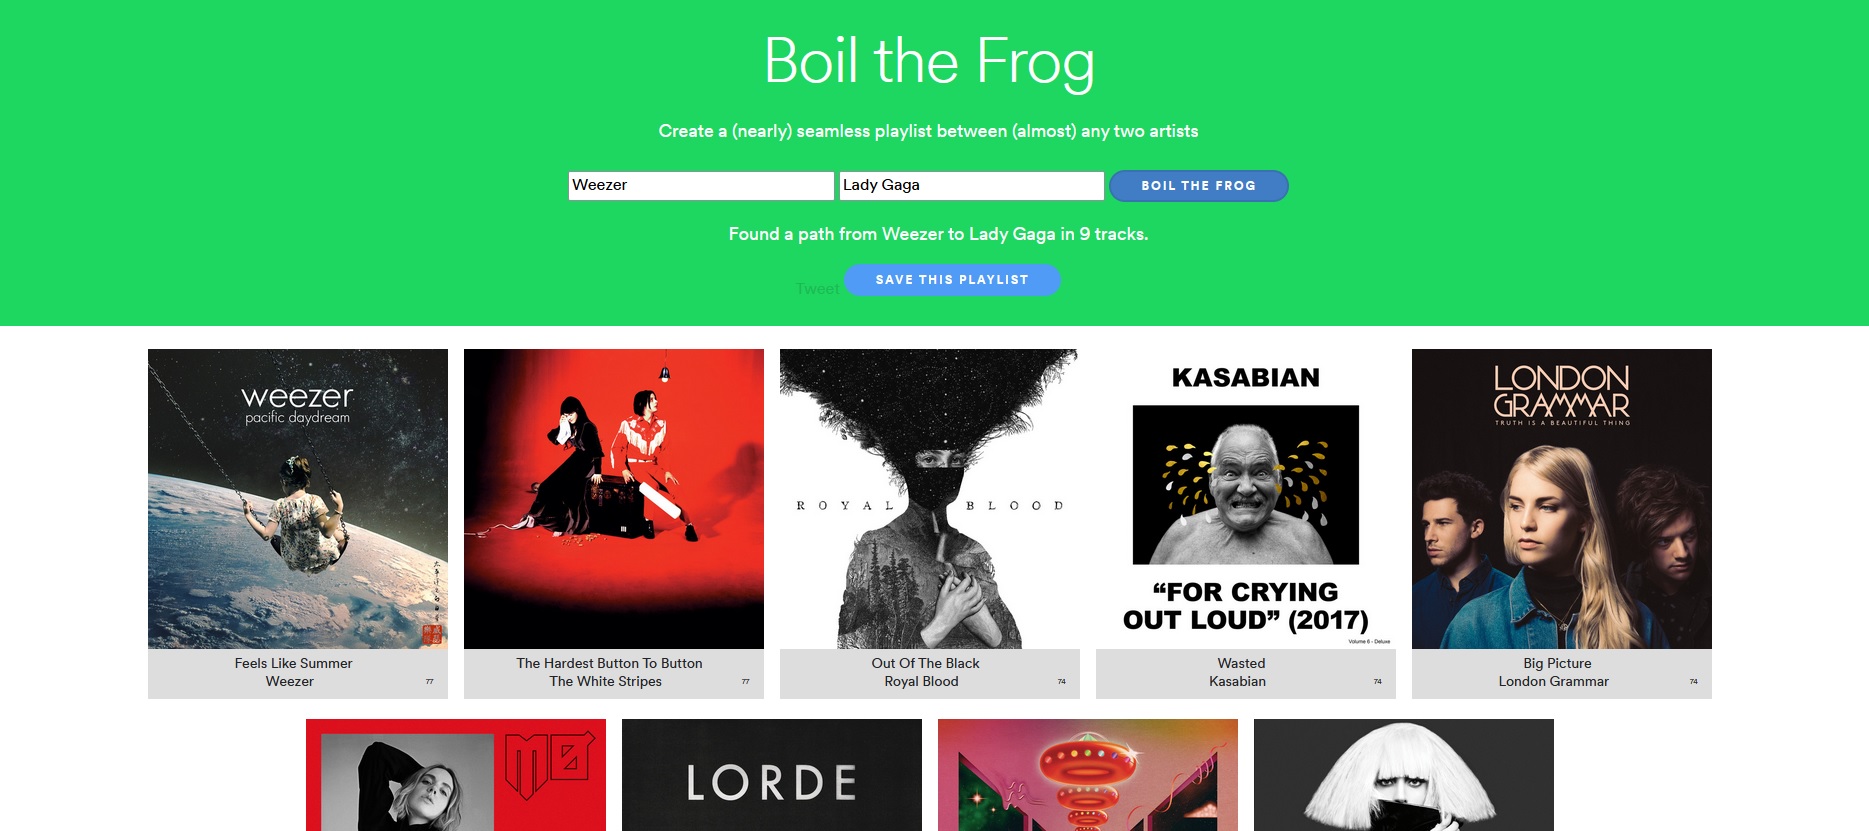 Boil the Frog
Create a (nearly) seamless playlist between (almost) any two artists
Weezer
Lady Gaga
BOIL THE FROG
Found a path from Weezer to Lady Gaga in 9 tracks.
Tweet
SAVE THIS PLAYLIST
weezer
pacific daydream
Feels Like Summer
Weezer
77
The Hardest Button To Button
The White Stripes
77
ROYAL BLOOD
Out Of The Black
Royal Blood
74
KASABIAN
“FOR CRYING
OUT LOUD” (2017)
Volume 6 - Deluxe
Wasted
Kasabian
74
LONDON
GRAMMAR
TRUTH IS A BEAUTIFUL THING
Big Picture
London Grammar
74
MØ
LORDE